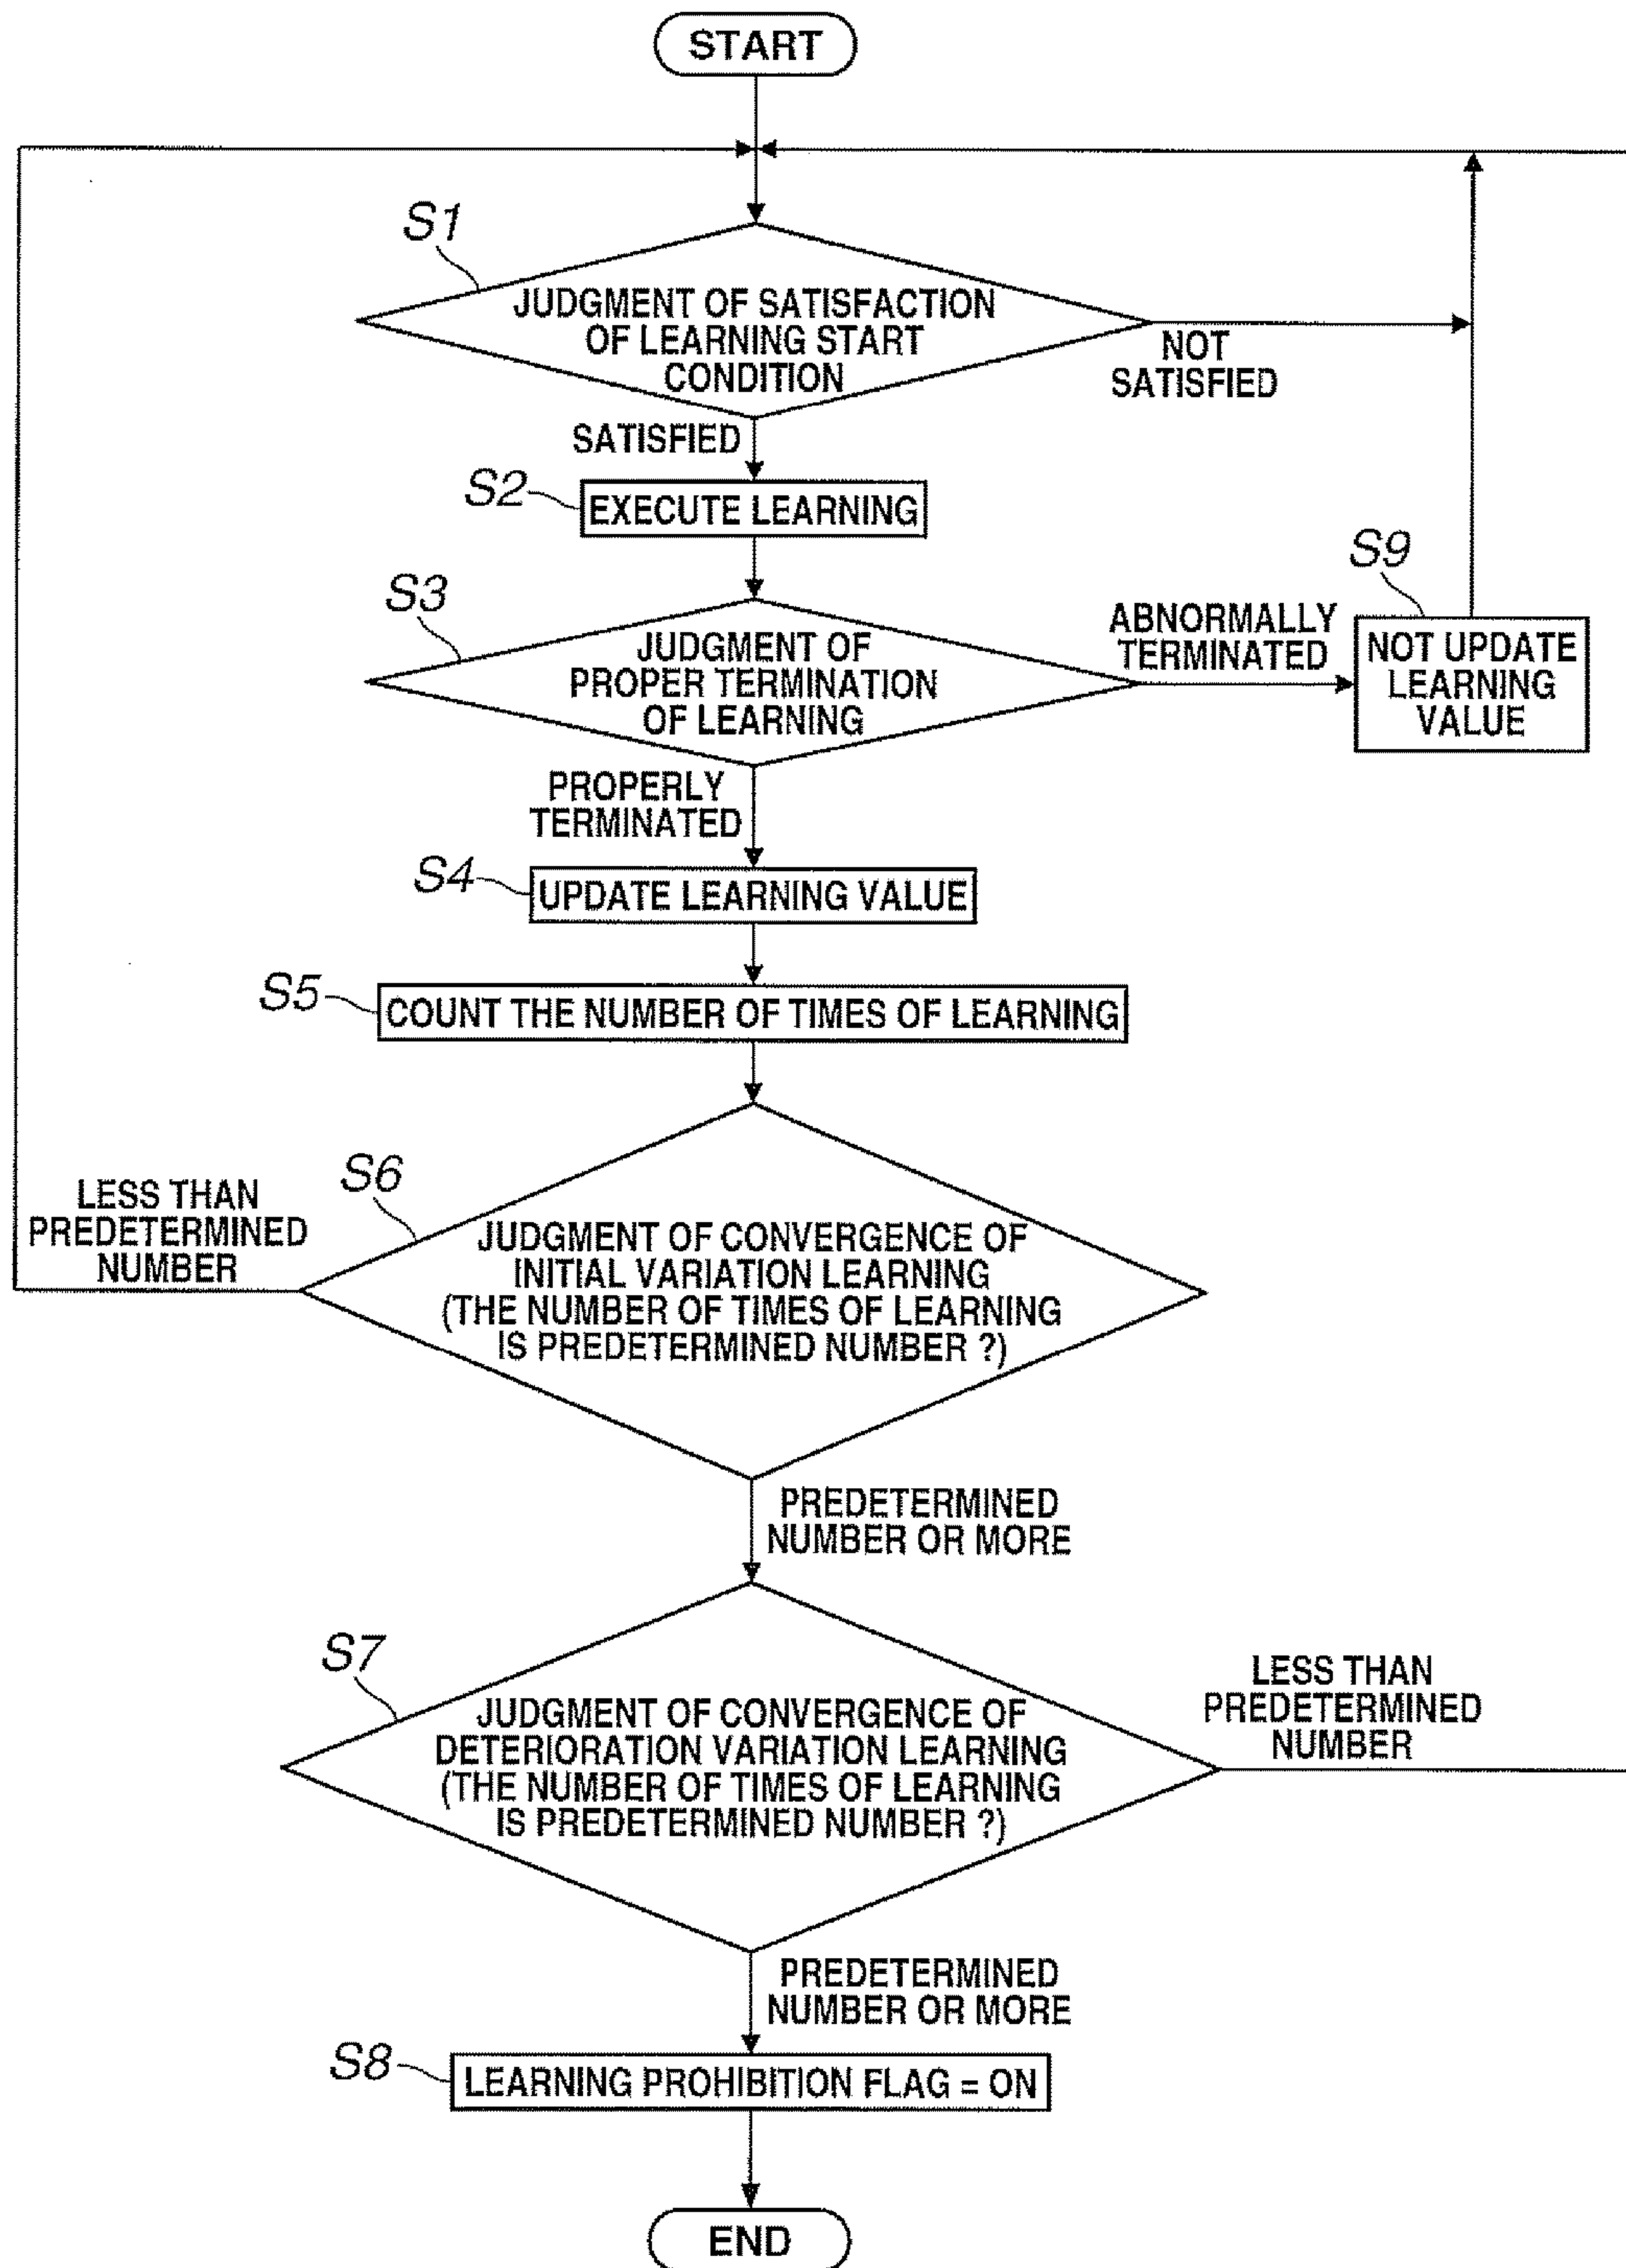 START
S1
JUDGMENT OF SATISFACTION
OF LEARNING START
CONDITION
NOT
SATISFIED
SATISFIED
S2
EXECUTE LEARNING
S3
JUDGMENT OF
PROPER TERMINATION
OF LEARNING
ABNORMALLY
TERMINATED
S9
NOT UPDATE
LEARNING
VALUE
PROPERLY
TERMINATED
S4
UPDATE LEARNING VALUE
S5
COUNT THE NUMBER OF TIMES OF LEARNING
S6
LESS THAN
PREDETERMINED
NUMBER
JUDGMENT OF CONVERGENCE OF
INITIAL VARIATION LEARNING
(THE NUMBER OF TIMES OF LEARNING
IS PREDETERMINED NUMBER ?)
PREDETERMINED
NUMBER OR MORE
S7
JUDGMENT OF CONVERGENCE OF
DETERIORATION VARIATION LEARNING
(THE NUMBER OF TIMES OF LEARNING
IS PREDETERMINED NUMBER ?)
LESS THAN
PREDETERMINED
NUMBER
PREDETERMINED
NUMBER OR MORE
S8
LEARNING PROHIBITION FLAG = ON
END